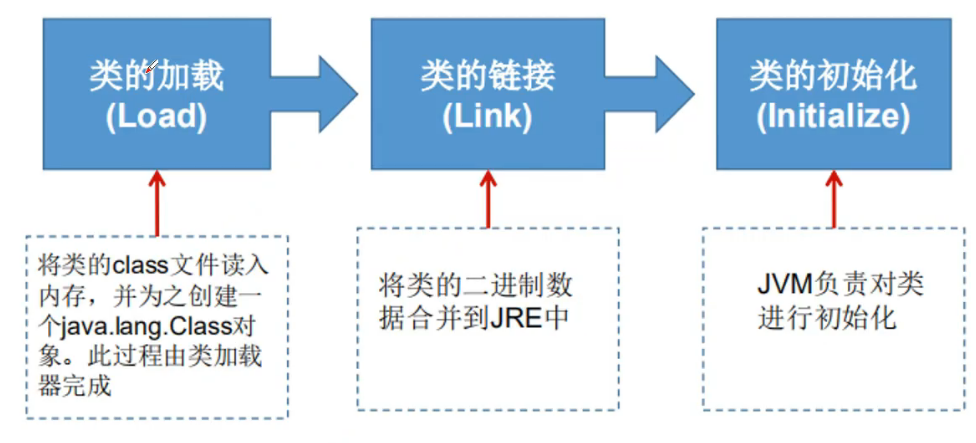 类的加载
(Load)
类的链接
(Link)
类的初始化
(Initialize)
将类的class文件读入
内存，并为之创建一
个java.lang.Class对
象。此过程由类加载
器完成
将类的二进制数
据合并到JRE中
JVM负责对类
进行初始化